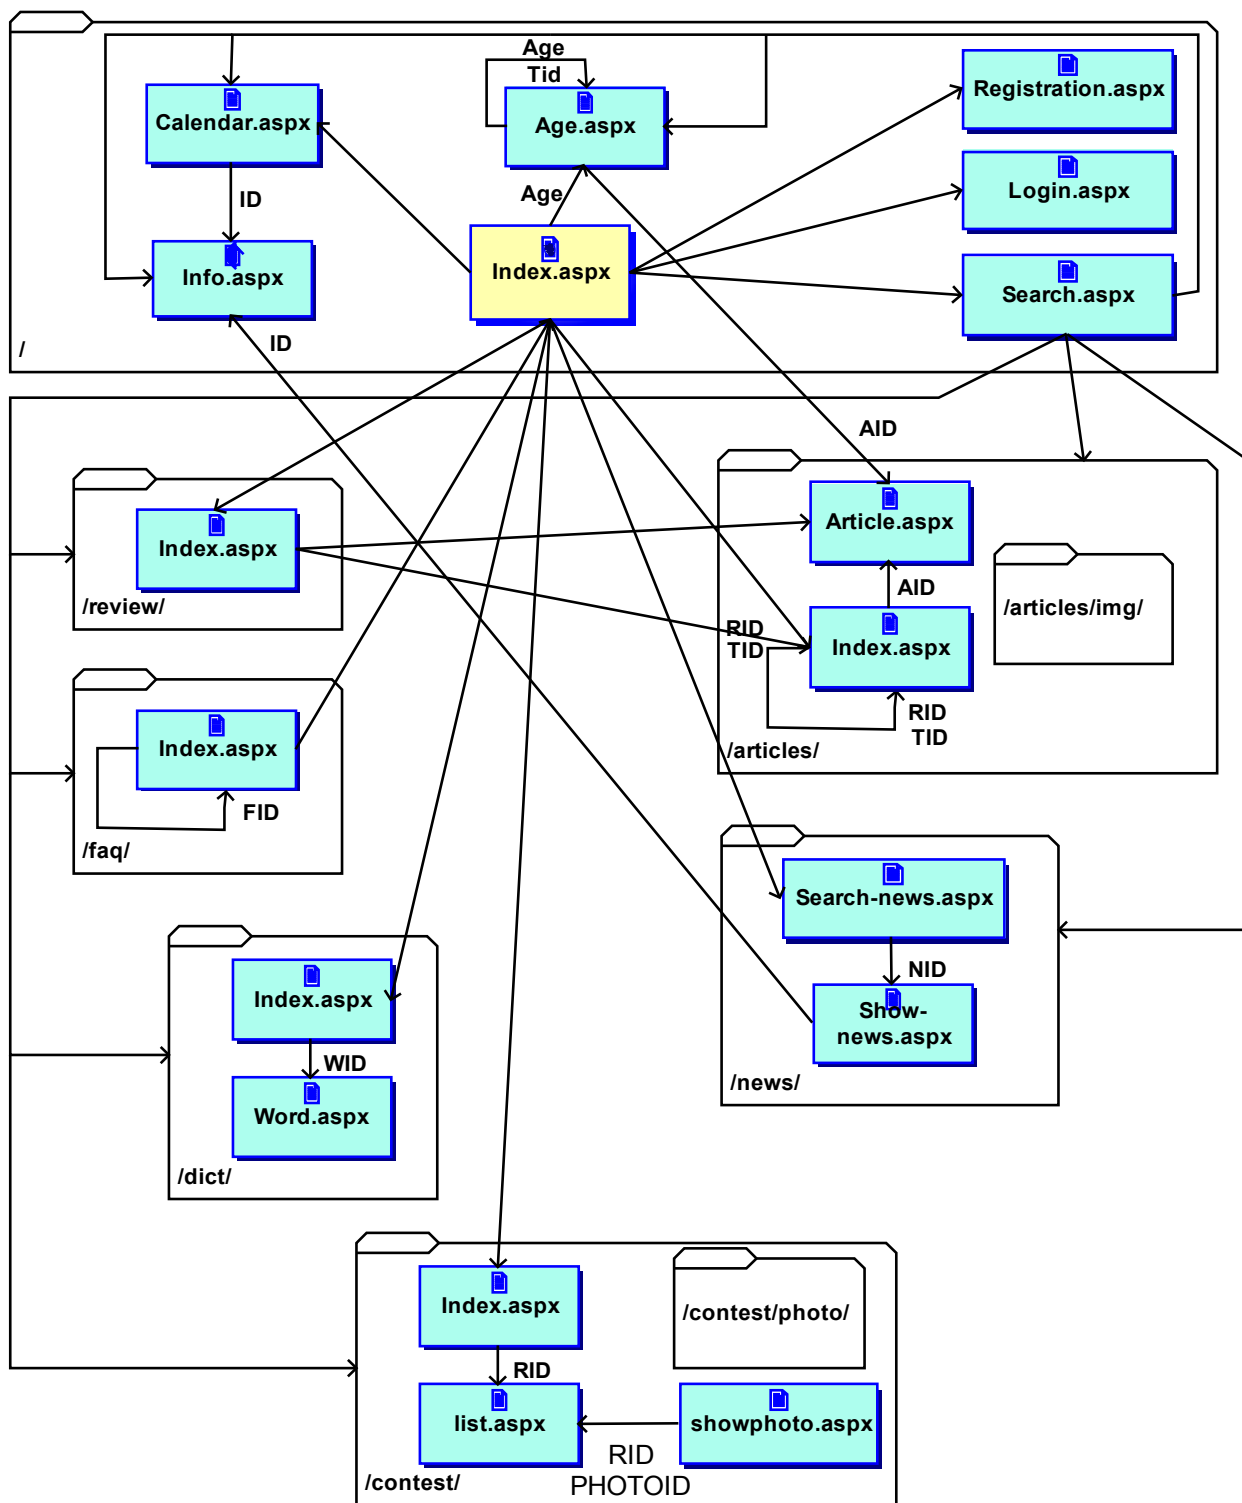 Age
Tid
Calendar.aspx
Age.aspx
Registration.aspx
ID
Age
Login.aspx
Info.aspx
Index.aspx
Search.aspx
ID
/
AID
Index.aspx
/review/
Article.aspx
AID
/articles/img/
RID
TID
Index.aspx
RID
TID
/articles/
Index.aspx
FID
/faq/
Search-news.aspx
NID
Show-
news.aspx
/news/
Index.aspx
WID
Word.aspx
/dict/
Index.aspx
/contest/photo/
RID
list.aspx
showphoto.aspx
RID
PHOTOID
/contest/